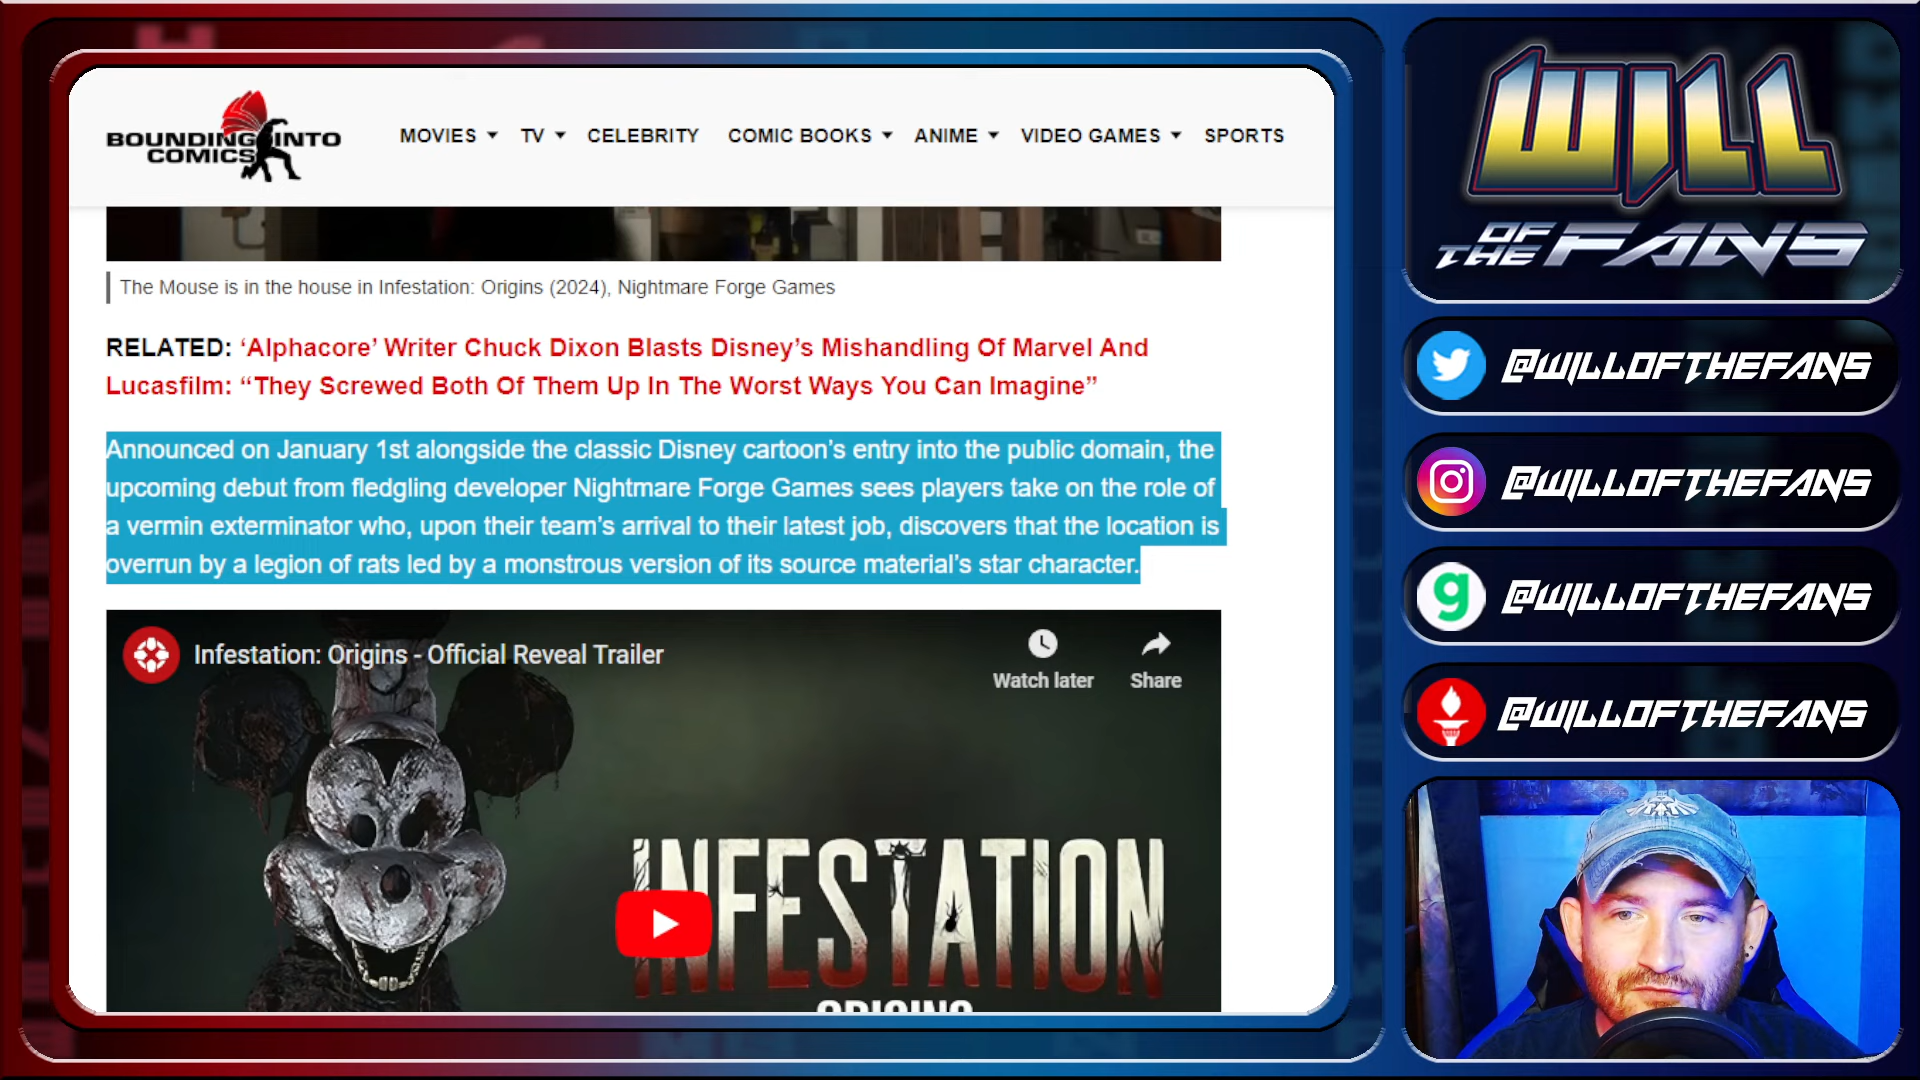 BOUNDING INTO
COMICS
MOVIES TV CELEBRITY COMIC BOOKS ANIME VIDEO GAMES SPORTS
The Mouse is in the house in Infestation: Origins (2024), Nightmare Forge Games
RELATED: ‘Alphacore’ Writer Chuck Dixon Blasts Disney’s Mishandling Of Marvel And
Lucasfilm: “They Screwed Both Of Them Up In The Worst Ways You Can Imagine”
Announced on January 1st alongside the classic Disney cartoon’s entry into the public domain, the
upcoming debut from fledgling developer Nightmare Forge Games sees players take on the role of
a vermin exterminator who, upon their team’s arrival to their latest job, discovers that the location is
overrun by a legion of rats led by a monstrous version of its source material’s star character.
Infestation: Origins - Official Reveal Trailer
Watch later
Share
INFESTATION
ORIGINS
WILL
OF
THE FANS
@WILLOFTHEFANS
@WILLOFTHEFANS
g @WILLOFTHEFANS
@WILLOFTHEFANS